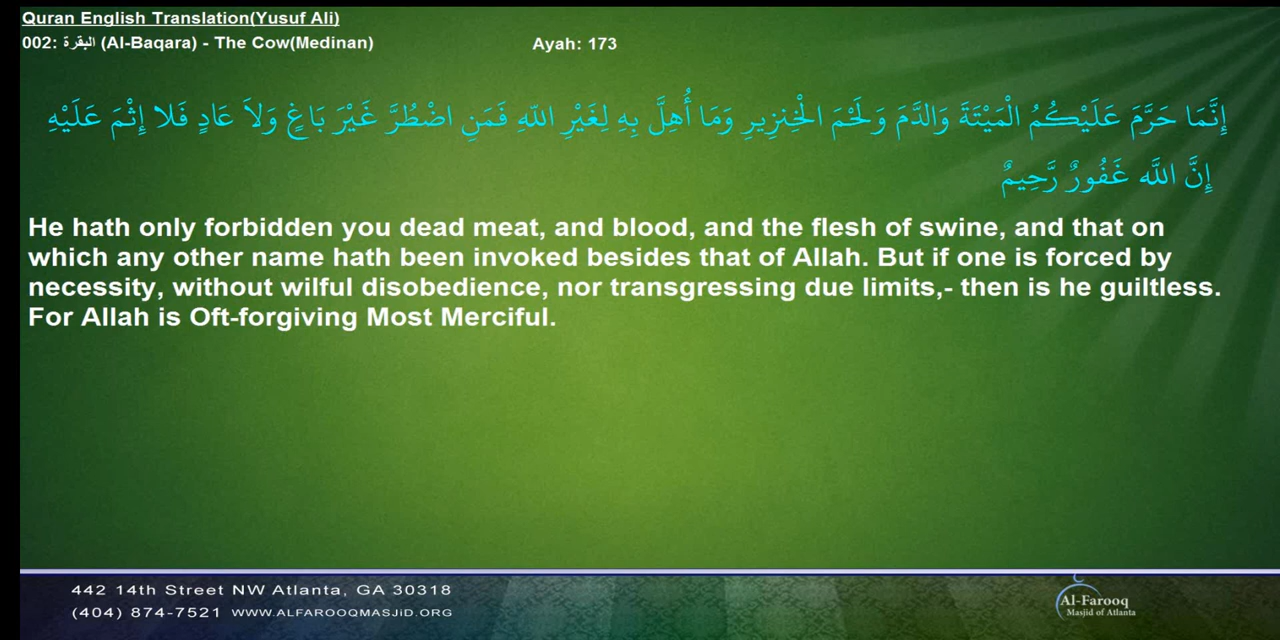 Quran English Translation(Yusuf Ali)
002: البقرة (Al-Baqara) - The Cow(Medinan)
Ayah: 173
إِنَّمَا حَرَّمَ عَلَيْكُمُ الْمَيْتَةَ وَالدَّمَ وَلَحْمَ الْخِنزِيرِ وَمَا أُهِلَّ بِهِ لِغَيْرِ اللّهِ فَمَنِ اضْطُرَّ غَيْرَ بَاغٍ وَلاَ عَادٍ فَلا إِثْمَ عَلَيْهِ
إِنَّ اللَّه غَفُورٌ رَّحِيمٌ
He hath only forbidden you dead meat, and blood, and the flesh of swine, and that on
which any other name hath been invoked besides that of Allah. But if one is forced by
necessity, without wilful disobedience, nor transgressing due limits,- then is he guiltless.
For Allah is Oft-forgiving Most Merciful.
442 14th Street NW Atlanta, GA 30318
(404) 874-7521 WWW.ALFAROOQMASJiD.ORG
Al-Farooq
Masjid of Atlanta